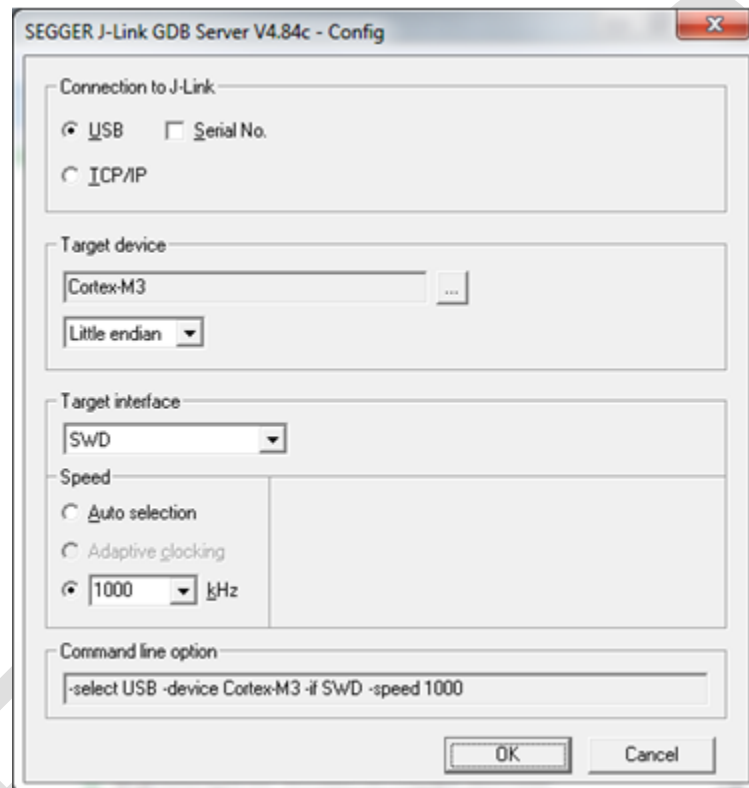 SEGGER J-Link GDB Server V4.84c - Config
Connection to J-Link
USB Serial No.
TCP/IP
Target device
Cortex-M3 ...
Little endian
Target interface
SWD
Speed
Auto selection
Adaptive clocking
1000 kHz
Command line option
-select USB -device Cortex-M3 -if SWD -speed 1000
OK Cancel